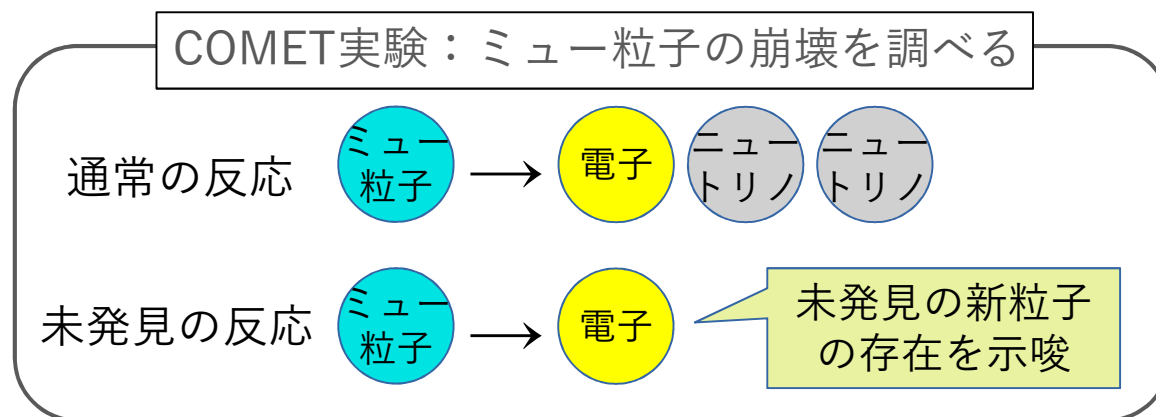 COMET実験：ミュー粒子の崩壊を調べる
通常の反応
ミュー
粒子
電子
ニュー
トリノ
ニュー
トリノ
未発見の反応
ミュー
粒子
電子
未発見の新粒子
の存在を示唆